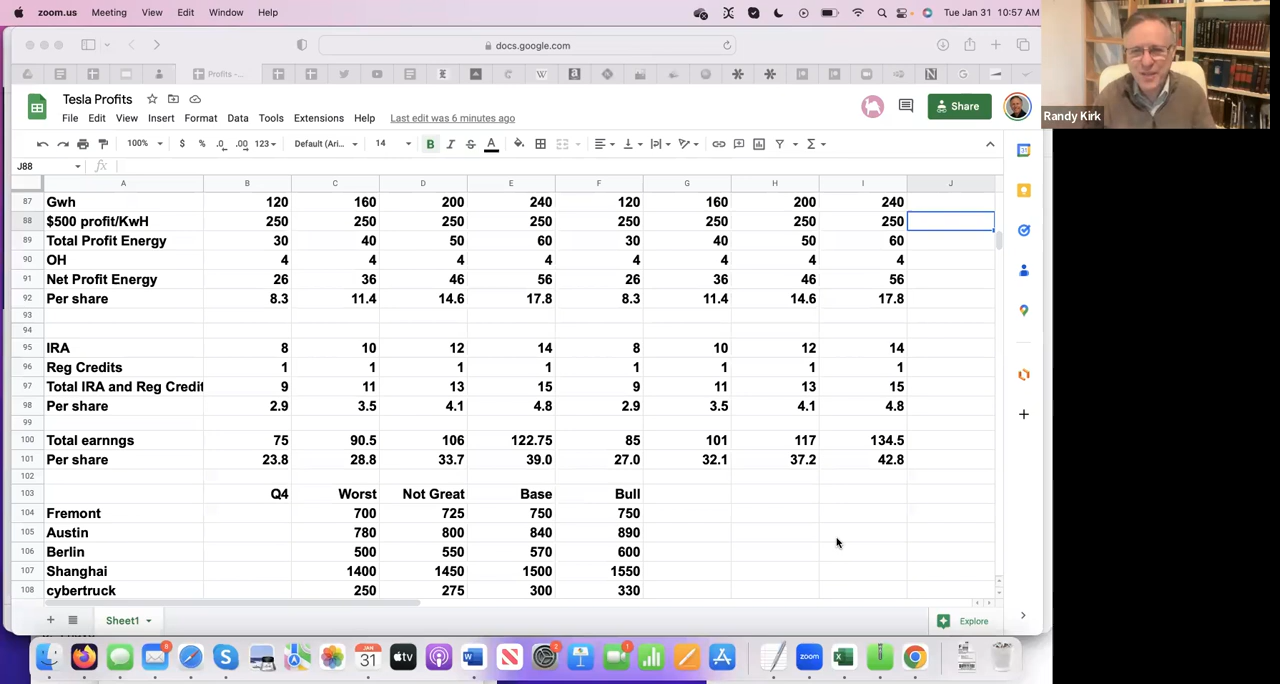 zoom.us Meeting View Edit Window Help Tue Jan 31 10:57 AM
docs.google.com
Profits -...
Tesla Profits
File Edit View Insert Format Data Tools Extensions Help Last edit was 6 minutes ago
Share
Randy Kirk
100% $ % .0 .00 123 Default (Ari... 14 B I S A
J88 fx
A B C D E F G H I J
87 Gwh 120 160 200 240 120 160 200 240
88 $500 profit/KwH 250 250 250 250 250 250 250 250
89 Total Profit Energy 30 40 50 60 30 40 50 60
90 OH 4 4 4 4 4 4 4 4
91 Net Profit Energy 26 36 46 56 26 36 46 56
92 Per share 8.3 11.4 14.6 17.8 8.3 11.4 14.6 17.8
93
94
95 IRA 8 10 12 14 8 10 12 14
96 Reg Credits 1 1 1 1 1 1 1 1
97 Total IRA and Reg Credit 9 11 13 15 9 11 13 15
98 Per share 2.9 3.5 4.1 4.8 2.9 3.5 4.1 4.8
99
100 Total earnngs 75 90.5 106 122.75 85 101 117 134.5
101 Per share 23.8 28.8 33.7 39.0 27.0 32.1 37.2 42.8
102
103 Q4 Worst Not Great Base Bull
104 Fremont 700 725 750 750
105 Austin 780 800 840 890
106 Berlin 500 550 570 600
107 Shanghai 1400 1450 1500 1550
108 cybertruck 250 275 300 330
Sheet1 Explore
JAN 31 tv zoom